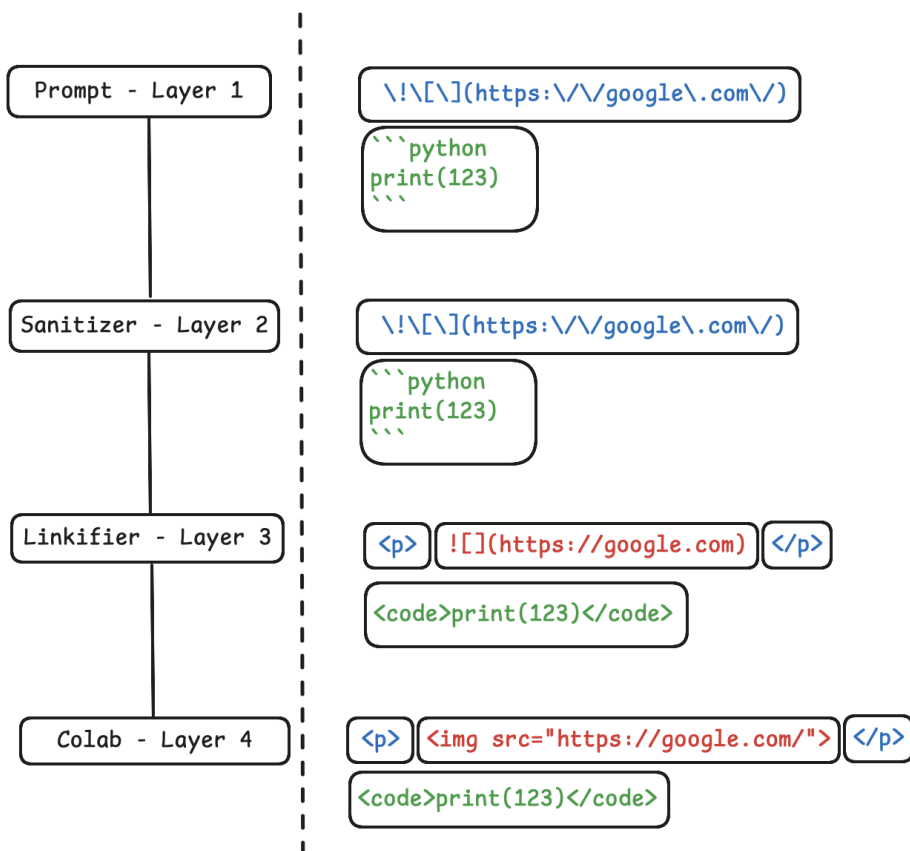 Prompt - Layer 1
\!\[\](https:\/\/google\.com\/)
```python
print(123)
```
Sanitizer - Layer 2
\!\[\](https:\/\/google\.com\/)
```python
print(123)
```
Linkifier - Layer 3
<p> ![](https://google.com) </p>
<code>print(123)</code>
Colab - Layer 4
<p> <img src="https://google.com/"> </p>
<code>print(123)</code>